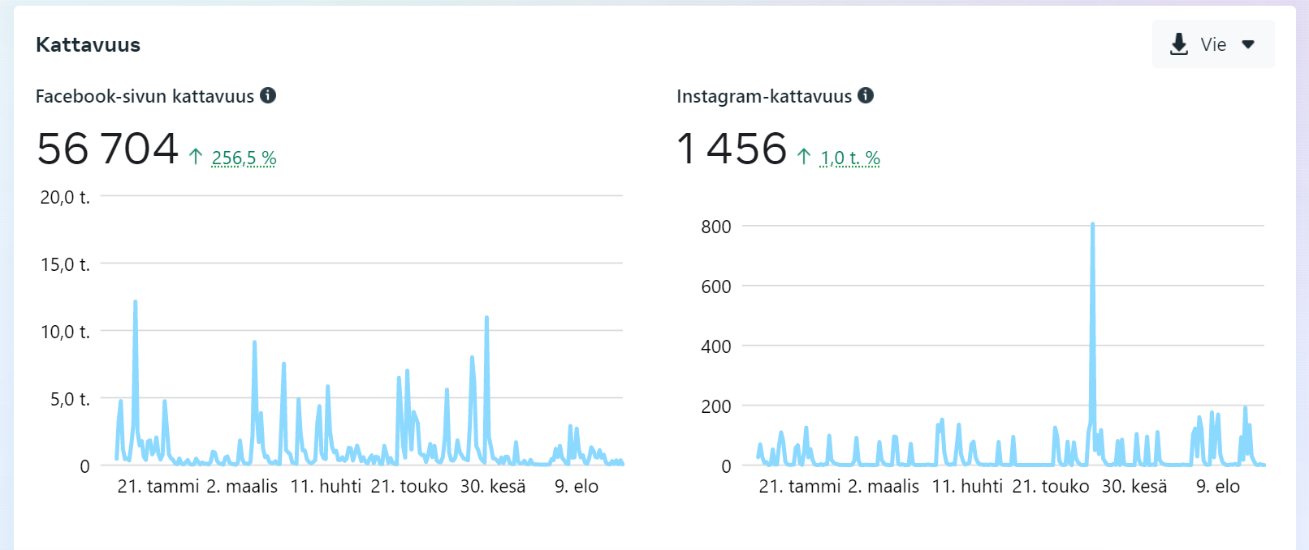 Kattavuus
Vie
Facebook-sivun kattavuus
56 704 ↑ 256,5 %
20,0 t.
15,0 t.
10,0 t.
5,0 t.
0
21. tammi 2. maalis 11. huhti 21. touko 30. kesä 9. elo
Instagram-kattavuus
1 456 ↑ 1,0 t. %
800
600
400
200
0
21. tammi 2. maalis 11. huhti 21. touko 30. kesä 9. elo